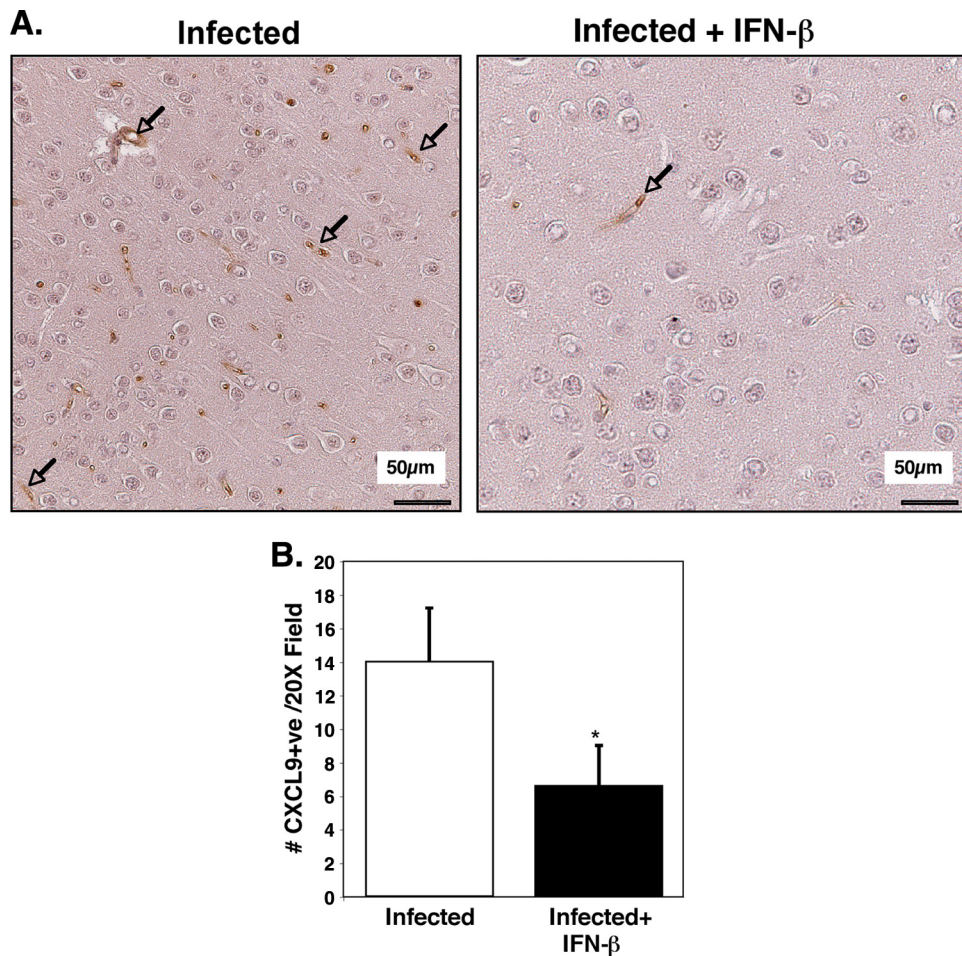 A.
Infected
Infected + IFN-β
50µm
50µm
B.
# CXCL9+ve /20X Field
20
18
16
14
12
10
8
6
4
2
0
*
Infected
Infected+
IFN-β